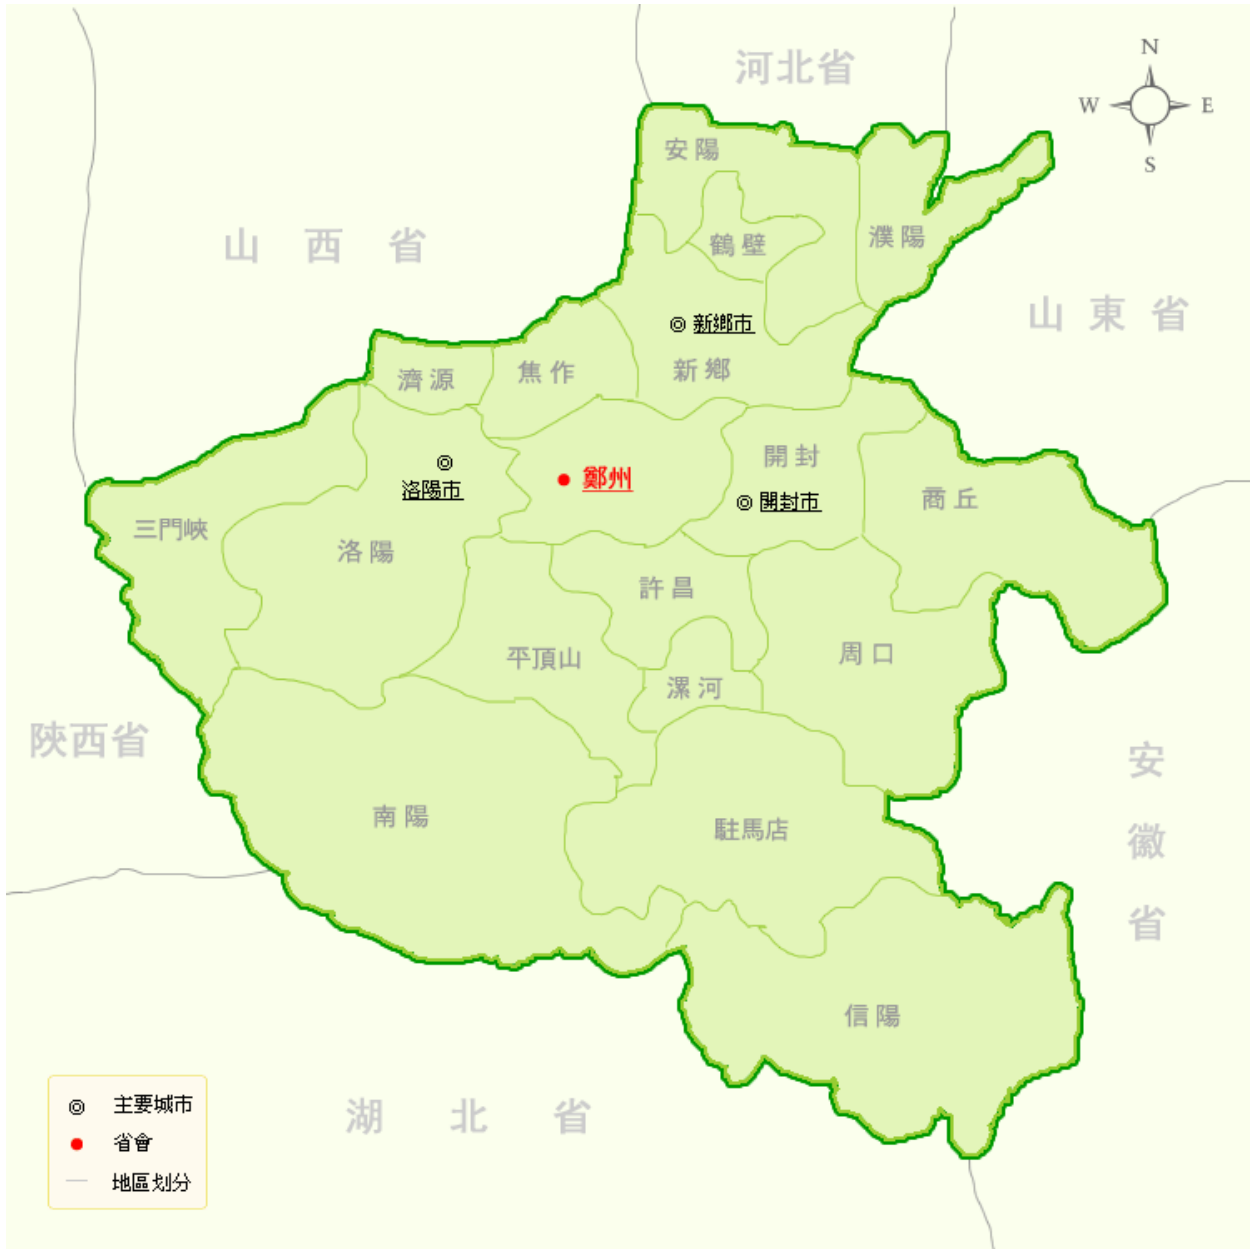 河北省
N
W
E
S
安陽
山西省
鶴壁
濮陽
新鄉市
山東省
新鄉
焦作
濟源
開封
洛陽市
鄭州
開封市
商丘
三門峽
洛陽
許昌
平頂山
周口
漯河
陝西省
安徽省
南陽
駐馬店
信陽
湖北省
主要城市
省會
地區划分